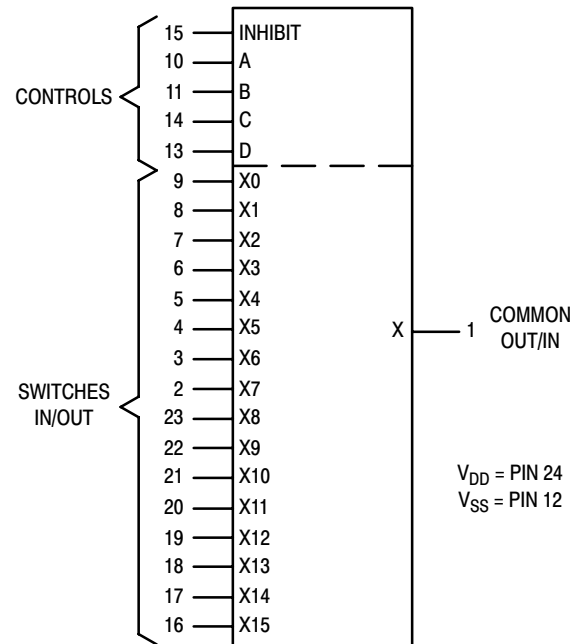 15 INHIBIT
10 A
CONTROLS 11 B
14 C
13 D
9 X0
8 X1
7 X2
6 X3
5 X4
4 X5 X 1 COMMON OUT/IN
3 X6
SWITCHES IN/OUT 2 X7
23 X8
22 X9
21 X10 VDD = PIN 24
20 X11 VSS = PIN 12
19 X12
18 X13
17 X14
16 X15